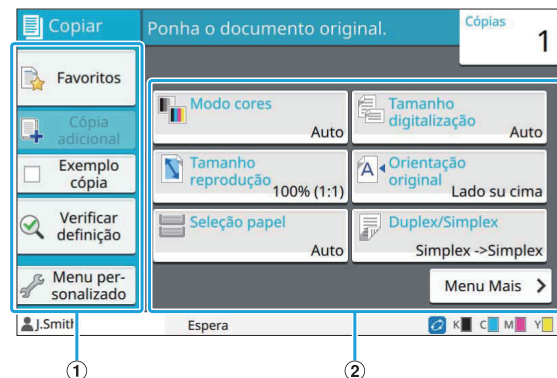 Copiar
Ponha o documento original.
Cópias
1
Favoritos
Cópia
adicional
Exemplo
cópia
Verificar
definição
Menu per-
sonalizado
Modo cores
Auto
Tamanho
digitalização
Auto
Tamanho
reprodução
100% (1:1)
Orientação
original
Lado su cima
Seleção papel
Auto
Duplex/Simplex
Simplex ->Simplex
Menu Mais
J.Smith
Espera
K C M Y
1 2